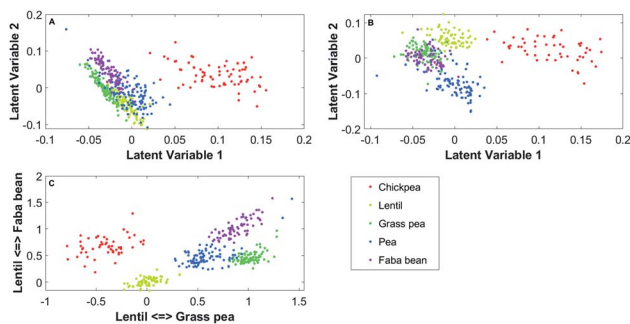 A
Latent Variable 2
0.2
0.1
0
-0.1
-0.1
-0.05
0
0.05
0.1
0.15
0.2
Latent Variable 1
B
Latent Variable 2
0.1
0
-0.1
-0.2
-0.1
-0.05
0
0.05
0.1
0.15
0.2
Latent Variable 1
C
Lentil <=> Faba bean
2
1.5
1
0.5
0
-1
-0.5
0
0.5
1
1.5
Lentil <=> Grass pea
Chickpea
Lentil
Grass pea
Pea
Faba bean